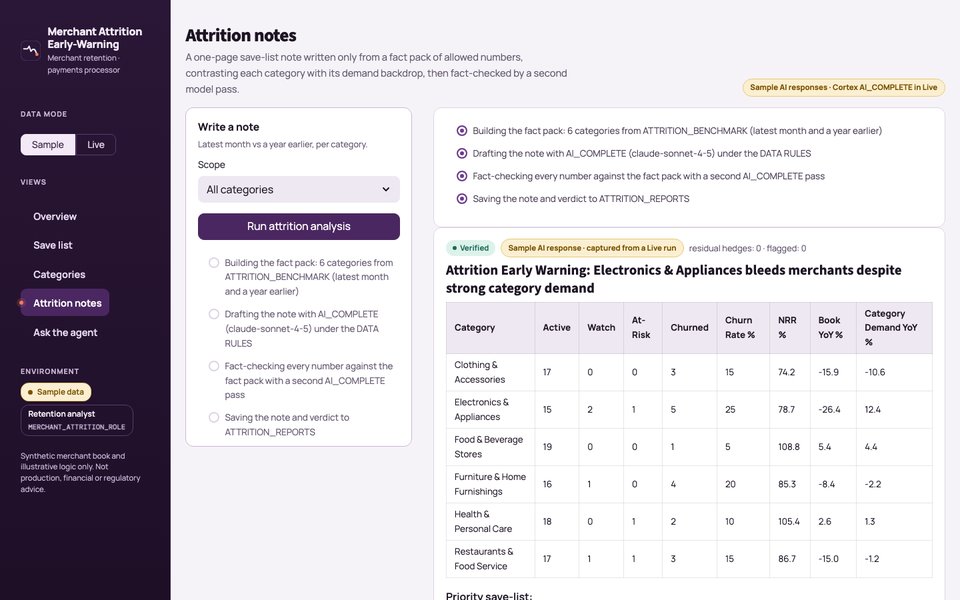 Merchant Attrition
Early-Warning
Merchant retention ·
payments processor
DATA MODE
Sample
Live
VIEWS
Overview
Save list
Categories
Attrition notes
Ask the agent
ENVIRONMENT
Sample data
Retention analyst
MERCHANT_ATTRITION_ROLE
Synthetic merchant book and
illustrative logic only. Not
production, financial or regulatory
advice.
Attrition notes
A one-page save-list note written only from a fact pack of allowed numbers,
contrasting each category with its demand backdrop, then fact-checked by a second
model pass.
Sample AI responses · Cortex AI_COMPLETE in Live
Write a note
Latest month vs a year earlier, per category.
Scope
All categories
Run attrition analysis
Building the fact pack: 6 categories from
ATTRITION_BENCHMARK (latest month
and a year earlier)
Drafting the note with AI_COMPLETE
(claude-sonnet-4-5) under the DATA
RULES
Fact-checking every number against the
fact pack with a second AI_COMPLETE
pass
Saving the note and verdict to
ATTRITION_REPORTS
Building the fact pack: 6 categories from ATTRITION_BENCHMARK (latest month and a year earlier)
Drafting the note with AI_COMPLETE (claude-sonnet-4-5) under the DATA RULES
Fact-checking every number against the fact pack with a second AI_COMPLETE pass
Saving the note and verdict to ATTRITION_REPORTS
Verified
Sample AI response · captured from a Live run
residual hedges: 0 · flagged: 0
Attrition Early Warning: Electronics & Appliances bleeds merchants despite
strong category demand
Category Active Watch At-Risk Churned Churn Rate % NRR % Book YoY % Category Demand YoY %
Clothing & Accessories 17 0 0 3 15 74.2 -15.9 -10.6
Electronics & Appliances 15 2 1 5 25 78.7 -26.4 12.4
Food & Beverage Stores 19 0 0 1 5 108.8 5.4 4.4
Furniture & Home Furnishings 16 1 0 4 20 85.3 -8.4 -2.2
Health & Personal Care 18 0 1 2 10 105.4 2.6 1.3
Restaurants & Food Service 17 1 1 3 15 86.7 -15.0 -1.2
Priority save-list: